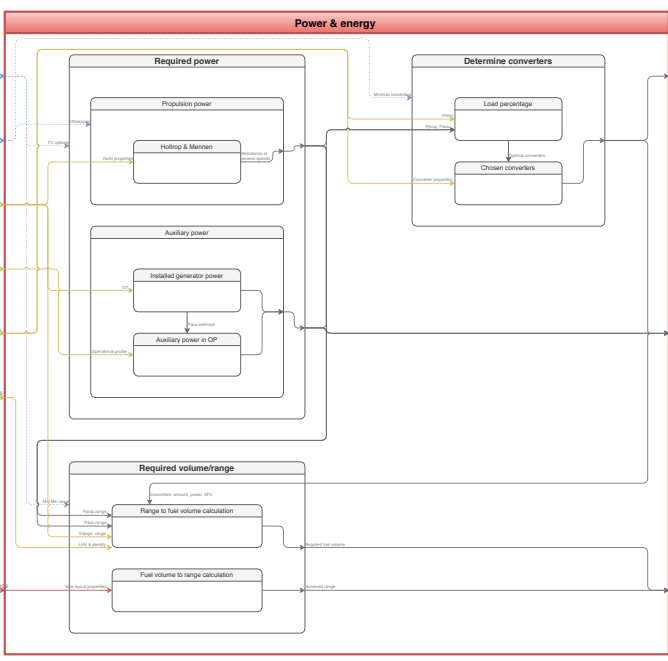 Power & energy
Required power
Determine converters
Propulsion power
Load percentage
Holtrop & Mennen
Yacht properties
Resistance at
several speeds
Optimal converters
Chosen converters
Converter properties
Auxiliary power
Installed generator power
GT
Paux estimate
Auxiliary power in OP
Operational profile
Required volume/range
Converters: amount, power, SFC
Range to fuel volume calculation
Pprop,range
Paux,range
Vrange, range
LHV & density
Required fuel volume
Fuel volume to range calculation
Tank layout properties
Achieved range